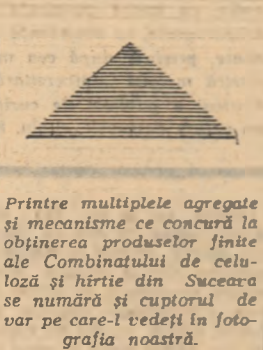 Printre multiplele agregate
și mecanisme ce concură la
obținerea produselor finite
ale Combinatului de celu-
loză și hîrtie din Suceava
se numără și cuptorul de
var pe care-l vedeți în foto-
grafia noastră.